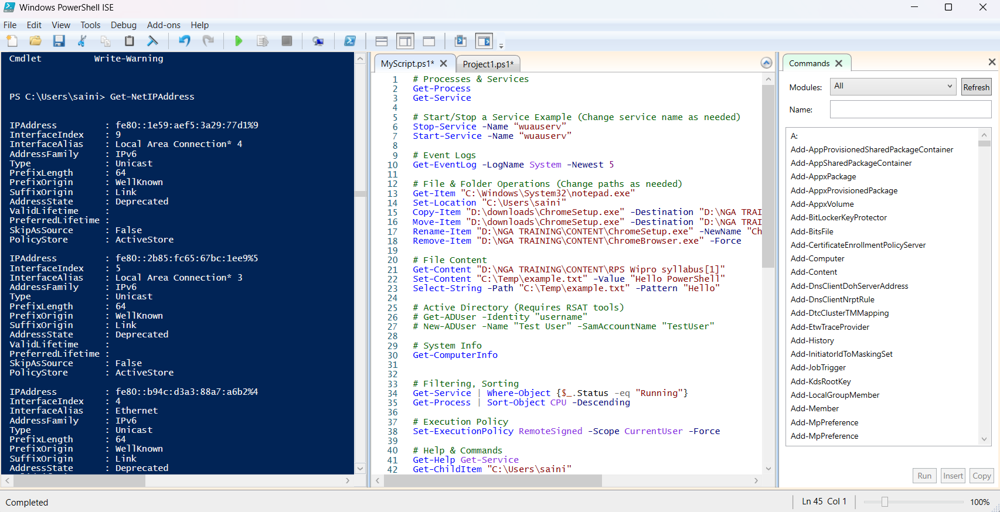 Windows PowerShell ISE
File Edit View Tools Debug Add-ons Help
Cmdlet Write-Warning
PS C:\Users\saini> Get-NetIPAddress
IPAddress : fe80::1e59:aef5:3a29:77d1%9
InterfaceIndex : 9
InterfaceAlias : Local Area Connection* 4
AddressFamily : IPv6
Type : Unicast
PrefixLength : 64
PrefixOrigin : WellKnown
SuffixOrigin : Link
AddressState : Deprecated
ValidLifetime :
PreferredLifetime :
SkipAsSource : False
PolicyStore : ActiveStore
IPAddress : fe80::2b85:fc65:67bc:1ee9%5
InterfaceIndex : 5
InterfaceAlias : Local Area Connection* 3
AddressFamily : IPv6
Type : Unicast
PrefixLength : 64
PrefixOrigin : WellKnown
SuffixOrigin : Link
AddressState : Deprecated
ValidLifetime :
PreferredLifetime :
SkipAsSource : False
PolicyStore : ActiveStore
IPAddress : fe80::b94c:d3a3:88a7:a6b2%4
InterfaceIndex : 4
InterfaceAlias : Ethernet
AddressFamily : IPv6
Type : Unicast
PrefixLength : 64
PrefixOrigin : WellKnown
SuffixOrigin : Link
AddressState : Deprecated
MyScript.ps1* Project1.ps1*
1 # Processes & Services
2 Get-Process
3 Get-Service
4
5 # Start/Stop a Service Example (Change service name as needed)
6 Stop-Service -Name “wuauserv”
7 Start-Service -Name “wuauserv”
8
9 # Event Logs
10 Get-EventLog -LogName System -Newest 5
11
12 # File & Folder Operations (Change paths as needed)
13 Get-Item "C:\Windows\System32\notepad.exe"
14 Set-Location "C:\Users\saini"
15 Copy-Item "D:\downloads\ChromeSetup.exe" -Destination "D:\NGA TRAI
16 Move-Item "D:\downloads\ChromeSetup.exe" -Destination "D:\NGA TRAI
17 Rename-Item "D:\NGA TRAINING\CONTENT\ChromeSetup.exe" -NewName "Ch
18 Remove-Item "D:\NGA TRAINING\CONTENT\ChromeBrowser.exe" -Force
19
20 # File Content
21 Get-Content "D:\NGA TRAINING\CONTENT\RPS Wipro syllabus[1]"
22 Set-Content "C:\Temp\example.txt" -Value "Hello PowerShell"
23 Select-String -Path "C:\Temp\example.txt" -Pattern "Hello"
24
25 # Active Directory (Requires RSAT tools)
26 # Get-ADUser -Identity "username"
27 # New-ADUser -Name "Test User" -SamAccountName "TestUser"
28
29 # System Info
30 Get-ComputerInfo
31
32
33 # Filtering, Sorting
34 Get-Service | Where-Object {$_.Status -eq "Running"}
35 Get-Process | Sort-Object CPU -Descending
36
37 # Execution Policy
38 Set-ExecutionPolicy RemoteSigned -Scope CurrentUser -Force
39
40 # Help & Commands
41 Get-Help Get-Service
42 Get-ChildItem "C:\Users\saini"
Commands
Modules: All Refresh
Name:
A:
Add-AppProvisionedSharedPackageContainer
Add-AppSharedPackageContainer
Add-AppxPackage
Add-AppxProvisionedPackage
Add-AppxVolume
Add-BitLockerKeyProtector
Add-BitsFile
Add-CertificateEnrollmentPolicyServer
Add-Computer
Add-Content
Add-DnsClientDohServerAddress
Add-DnsClientNrptRule
Add-DtcClusterTMMapping
Add-EtwTraceProvider
Add-History
Add-InitiatorIdToMaskingSet
Add-JobTrigger
Add-KdsRootKey
Add-LocalGroupMember
Add-Member
Add-MpPreference
Add-MpPreference
Run Insert Copy
Completed Ln 45 Col 1 100%